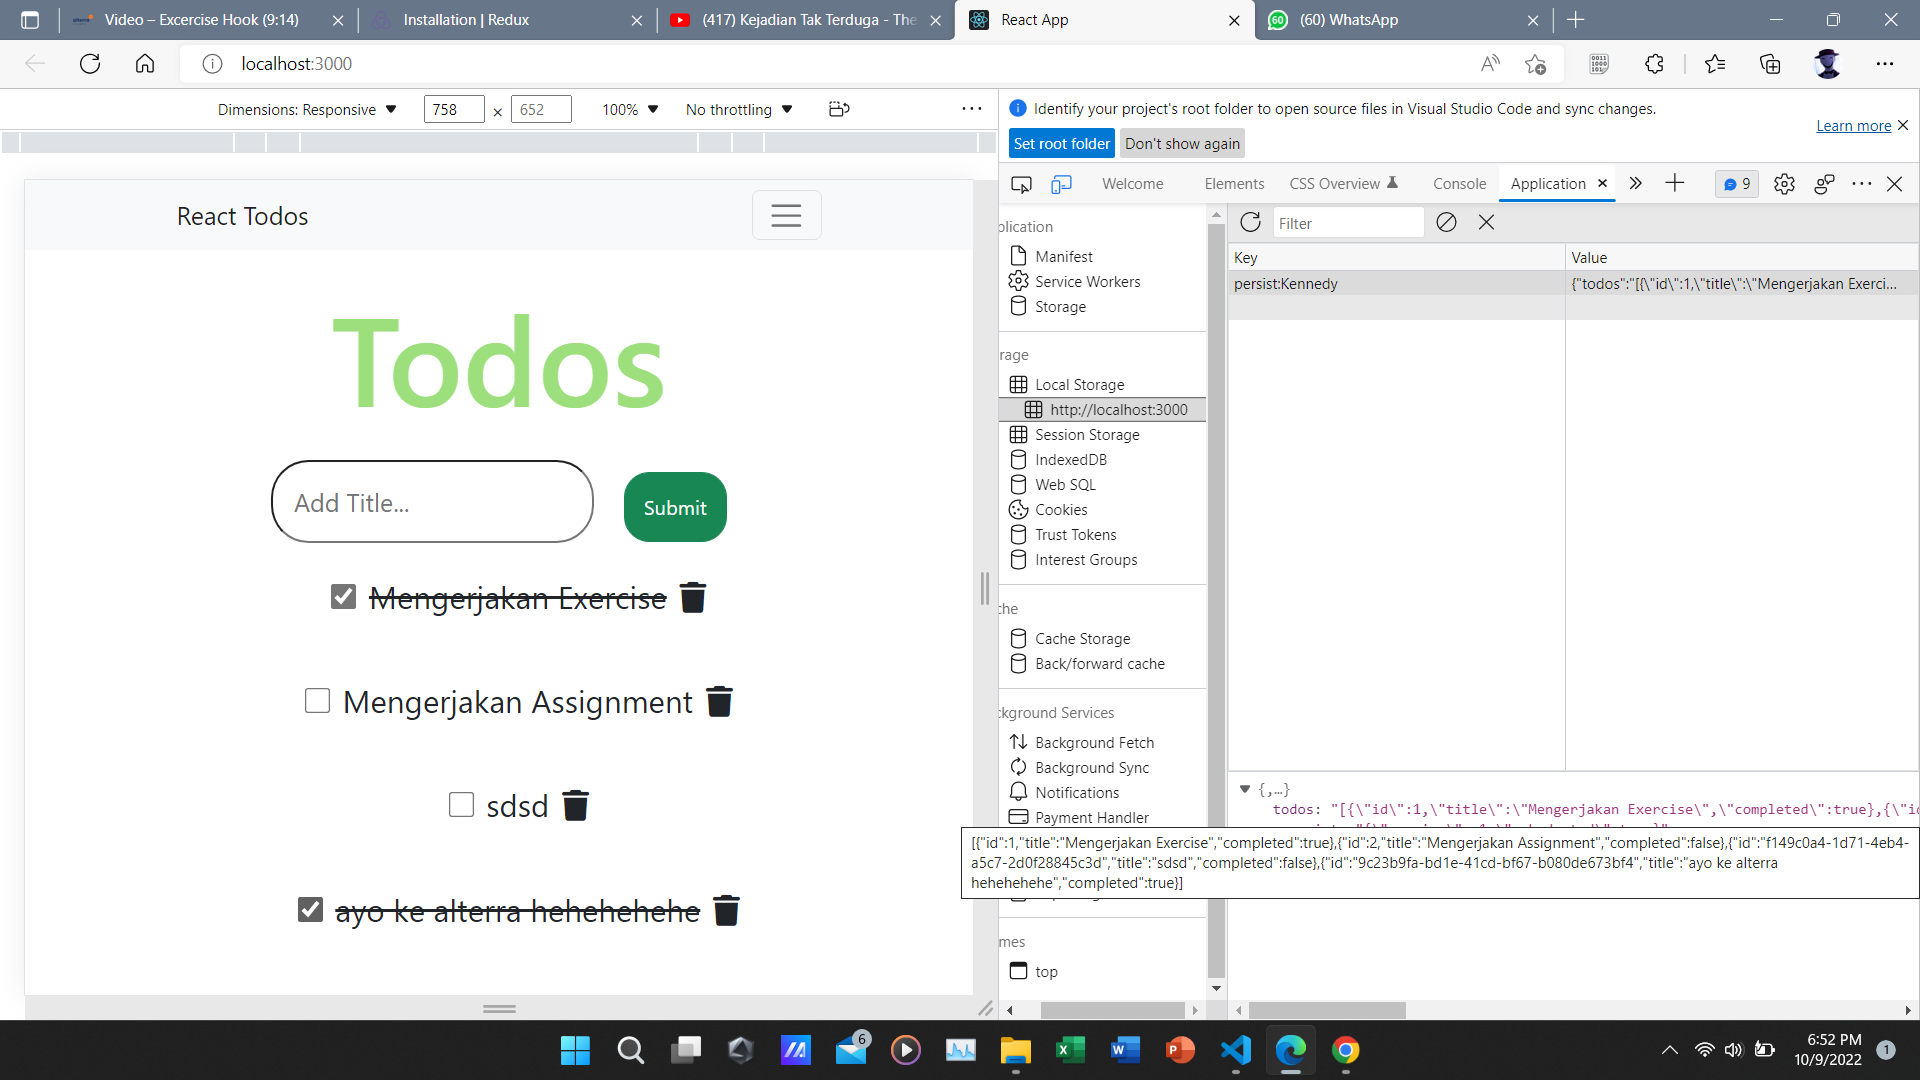 Video – Excercise Hook (9:14)
Installation | Redux
(417) Kejadian Tak Terduga - The
React App
60
(60) WhatsApp
localhost:3000
Dimensions: Responsive
758 × 652
100%
No throttling
Identify your project's root folder to open source files in Visual Studio Code and sync changes.
Learn more
Set root folder
Don't show again
Welcome
Elements
CSS Overview
Console
Application
9
React Todos
Todos
Add Title...
Submit
Mengerjakan Exercise
Mengerjakan Assignment
sdsd
ayo ke alterra hehehehehe
plication
Manifest
Service Workers
Storage
rage
Local Storage
http://localhost:3000
Session Storage
IndexedDB
Web SQL
Cookies
Trust Tokens
Interest Groups
che
Cache Storage
Back/forward cache
ckground Services
Background Fetch
Background Sync
Notifications
Payment Handler
mes
top
Filter
Key
Value
persist:Kennedy
{"todos":"[{\"id\":1,\"title\":\"Mengerjakan Exerci...
{,…}
todos: "[{\"id\":1,\"title\":\"Mengerjakan Exercise\",\"completed\":true},{\"id
[{"id":1,"title":"Mengerjakan Exercise","completed":true},{"id":2,"title":"Mengerjakan Assignment","completed":false},{"id":"f149c0a4-1d71-4eb4-
a5c7-2d0f28845c3d","title":"sdsd","completed":false},{"id":"9c23b9fa-bd1e-41cd-bf67-b080de673bf4","title":"ayo ke alterra
hehehehehe","completed":true}]
6
6:52 PM
10/9/2022
1